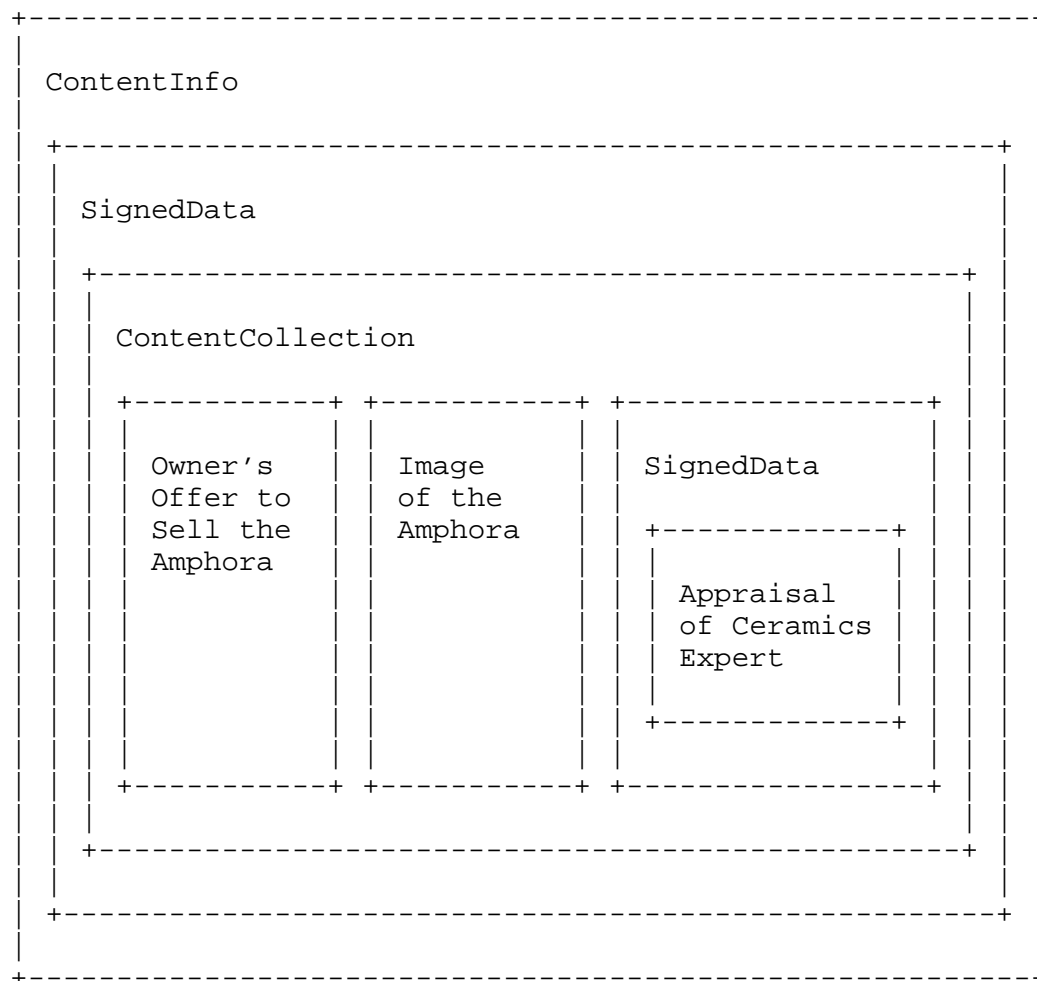 ContentInfo
SignedData
ContentCollection
Owner's
Offer to
Sell the
Amphora
Image
of the
Amphora
SignedData
Appraisal
of Ceramics
Expert